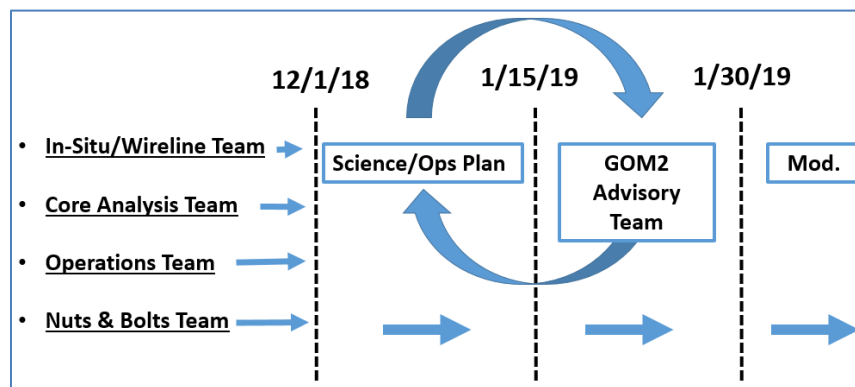 12/1/18 1/15/19 1/30/19
• In-Situ/Wireline Team
• Core Analysis Team
• Operations Team
• Nuts & Bolts Team
Science/Ops Plan
GOM2
Advisory
Team
Mod.